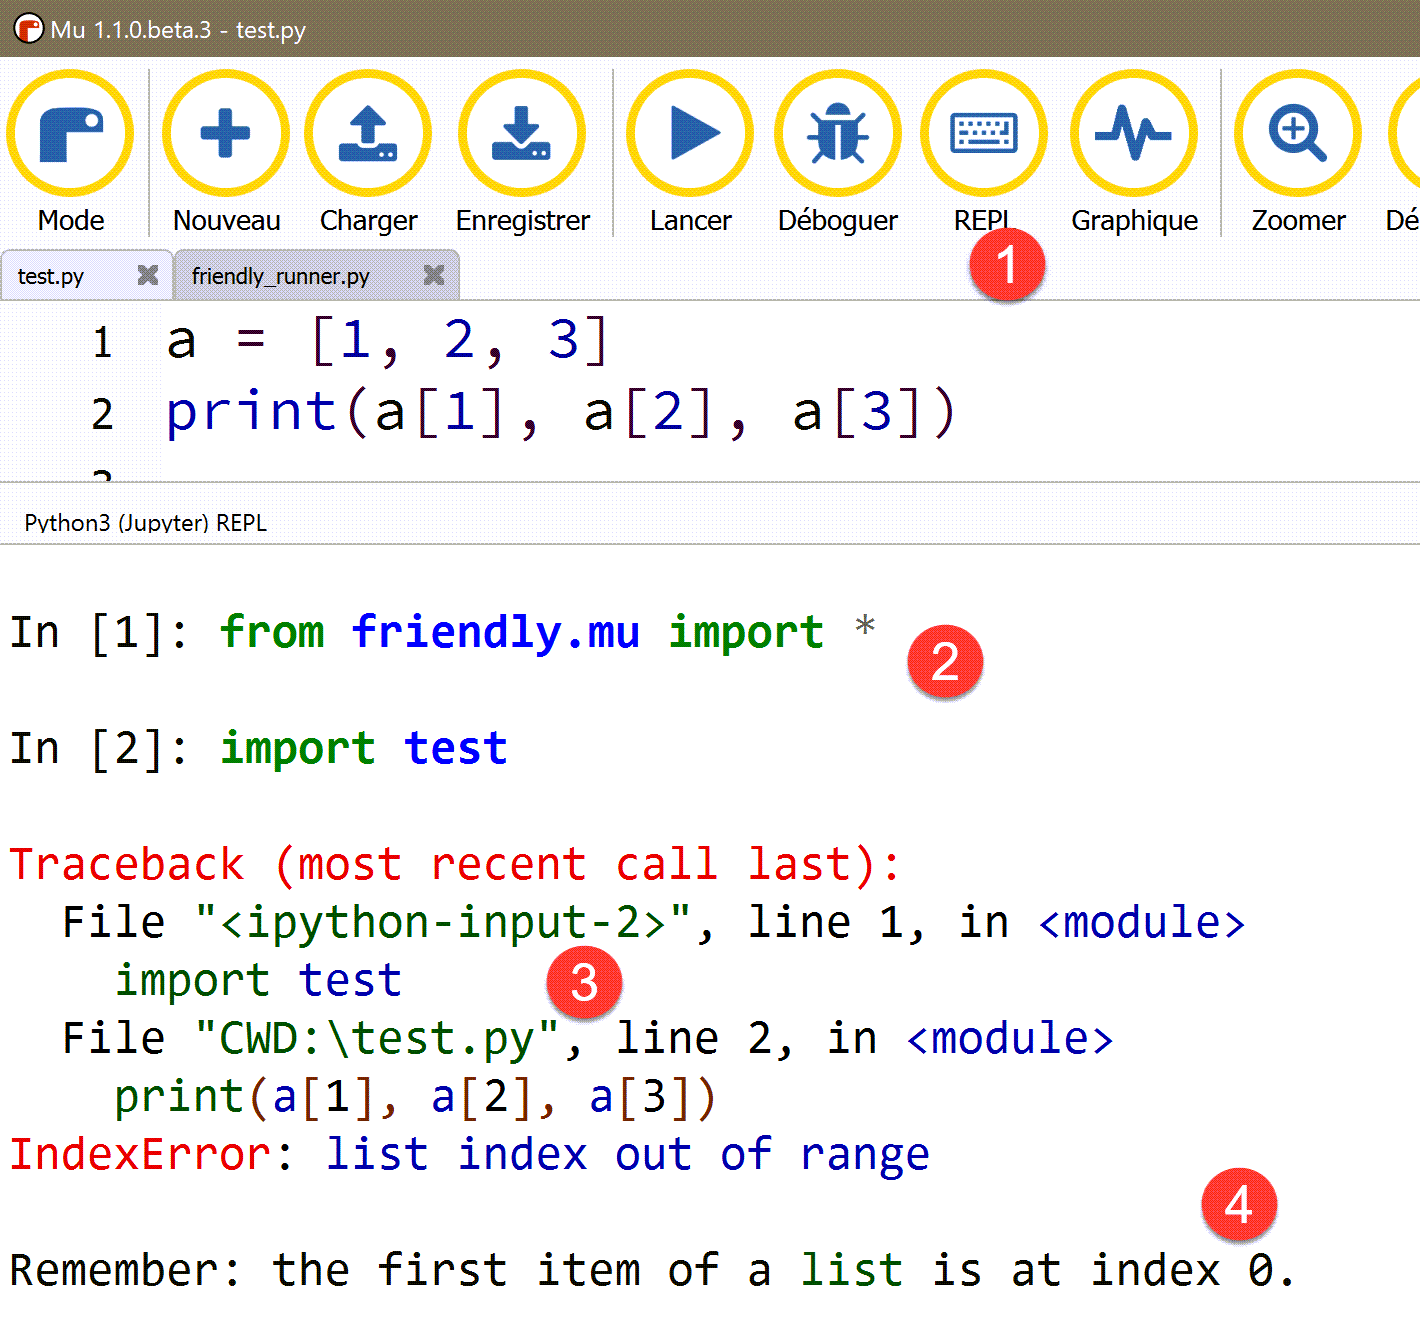 Mu 1.1.0.beta.3 - test.py
Mode Nouveau Charger Enregistrer Lancer Déboguer REPL Graphique Zoomer Dé
1
test.py friendly_runner.py
1 a = [1, 2, 3]
2 print(a[1], a[2], a[3])
3
Python3 (Jupyter) REPL
In [1]: from friendly.mu import *
2
In [2]: import test
Traceback (most recent call last):
File "<ipython-input-2>", line 1, in <module>
import test
3
File "CWD:\test.py", line 2, in <module>
print(a[1], a[2], a[3])
IndexError: list index out of range
4
Remember: the first item of a list is at index 0.